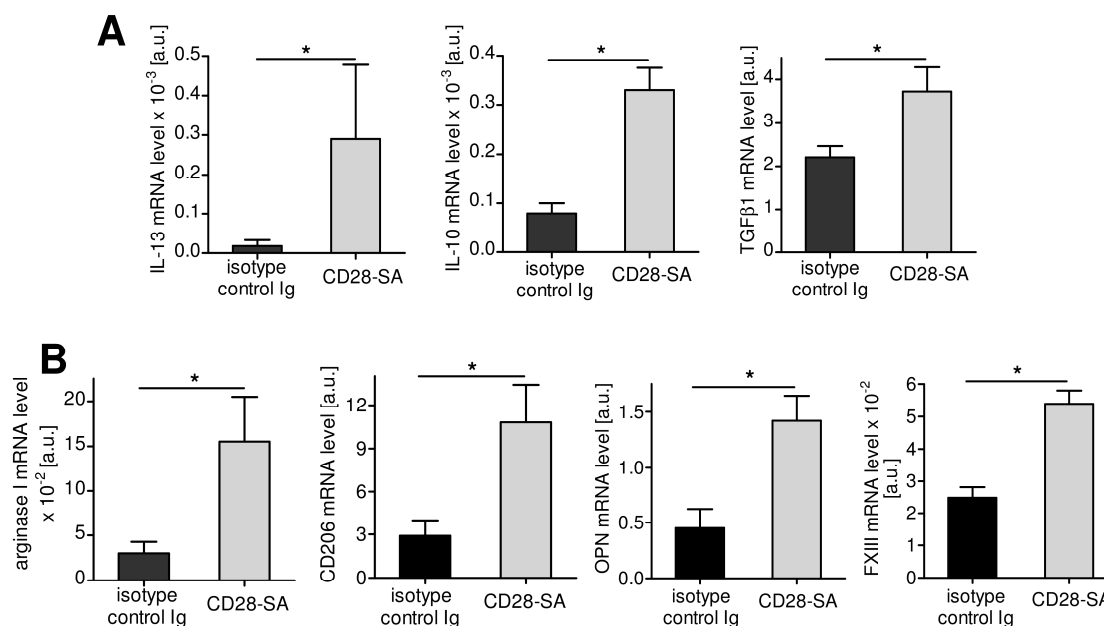 A
IL-13 mRNA level x 10-3 [a.u.]
0.5
0.4
0.3
0.2
0.1
0.0
*
isotype
control Ig
CD28-SA
IL-10 mRNA level x 10-3 [a.u.]
0.4
0.3
0.2
0.1
0.0
*
isotype
control Ig
CD28-SA
TGFβ1 mRNA level [a.u.]
4
3
2
1
0
*
isotype
control Ig
CD28-SA
B
arginase I mRNA level
x 10-2 [a.u.]
20
15
10
5
0
*
isotype
control Ig
CD28-SA
CD206 mRNA level [a.u.]
12
9
6
3
0
*
isotype
control Ig
CD28-SA
OPN mRNA level [a.u.]
1.5
1.0
0.5
0.0
*
isotype
control Ig
CD28-SA
FXIII mRNA level x 10-2
[a.u.]
6
5
4
3
2
1
0
*
isotype
control Ig
CD28-SA